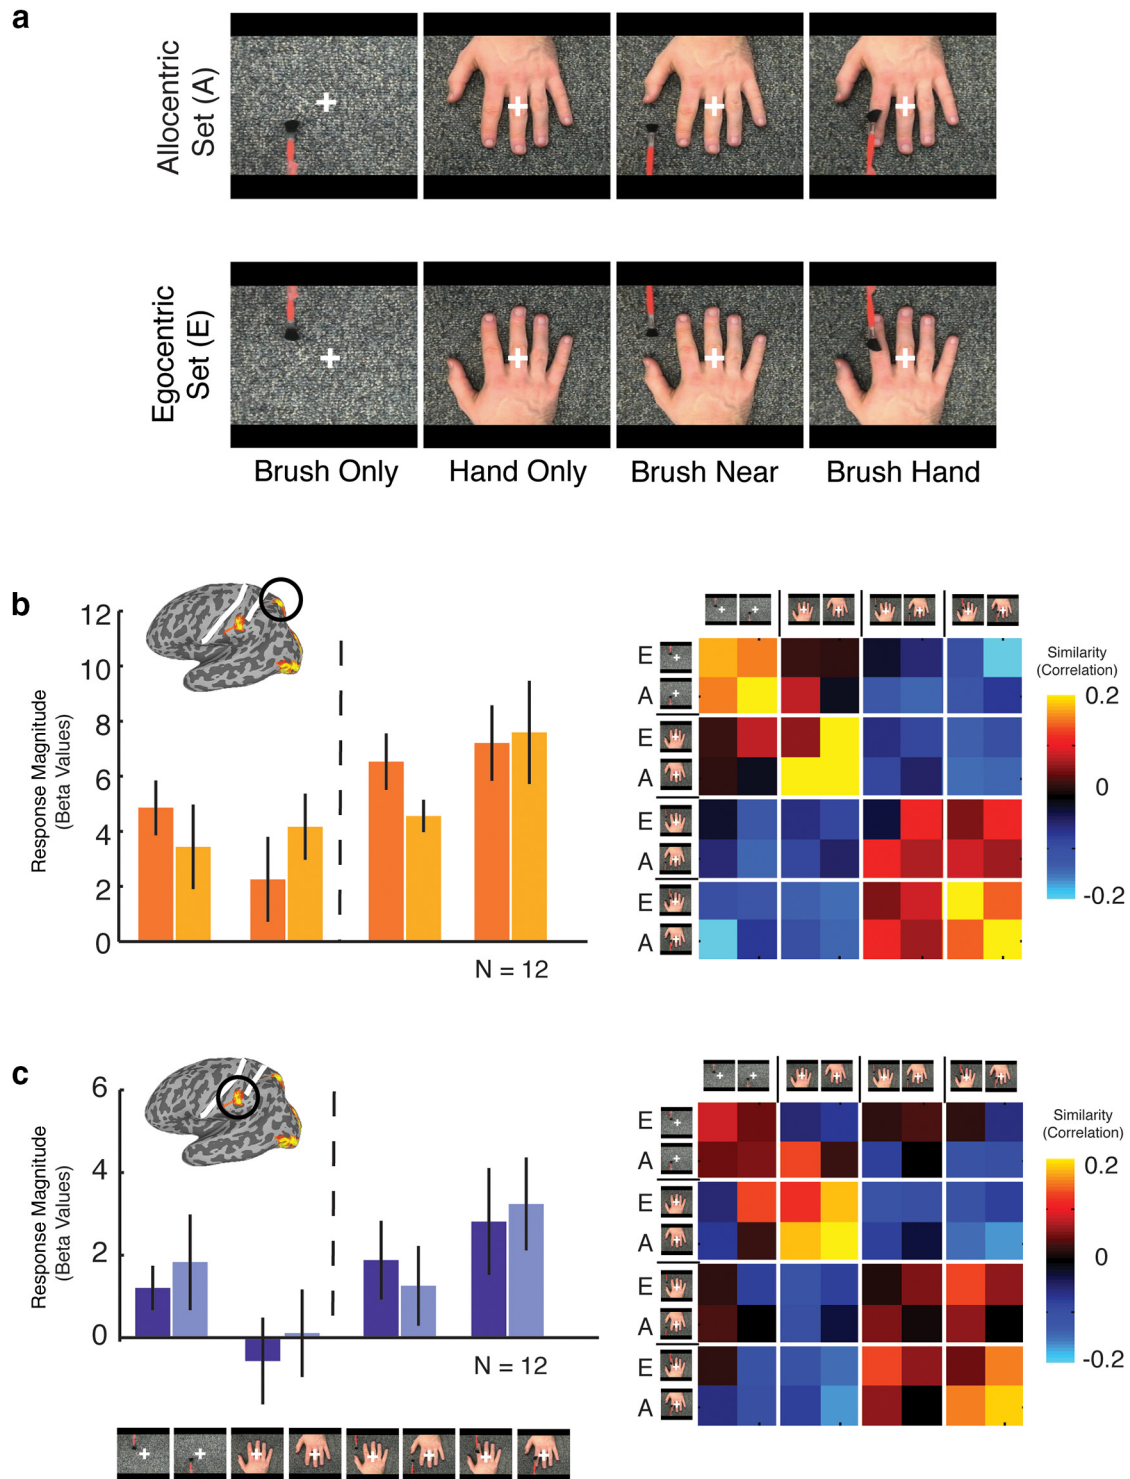 a
Allocentric
Set (A)
Egocentric
Set (E)
Brush Only
Hand Only
Brush Near
Brush Hand
b
Response Magnitude
(Beta Values)
12
10
8
6
4
2
0
N = 12
E
A
E
A
E
A
E
A
Similarity
(Correlation)
0.2
0
-0.2
c
Response Magnitude
(Beta Values)
6
4
2
0
N = 12
E
A
E
A
E
A
E
A
Similarity
(Correlation)
0.2
0
-0.2